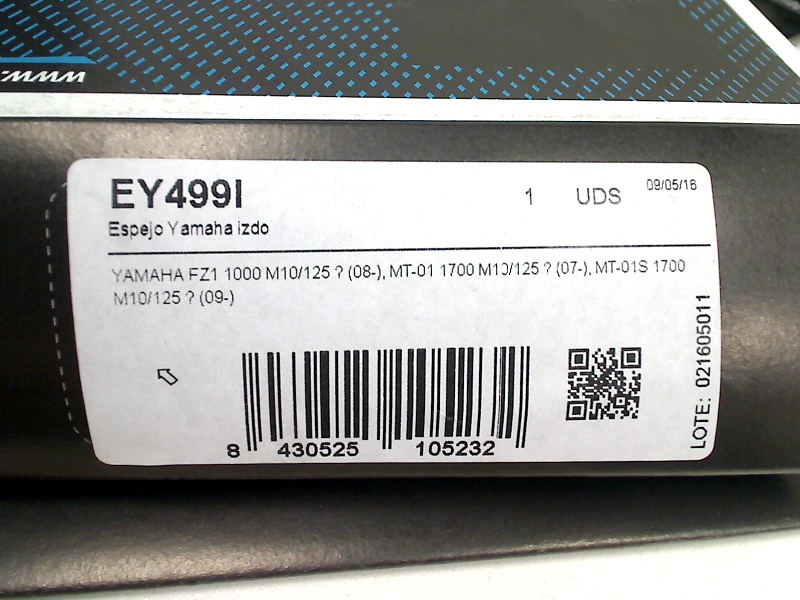 www.
EY499I
1 UDS 09/05/16
Espejo Yamaha izdo
YAMAHA FZ1 1000 M10/125 ? (08-), MT-01 1700 M10/125 ? (07-), MT-01S 1700
M10/125 ? (09-)
LOTE: 021605011
8 430525 105232